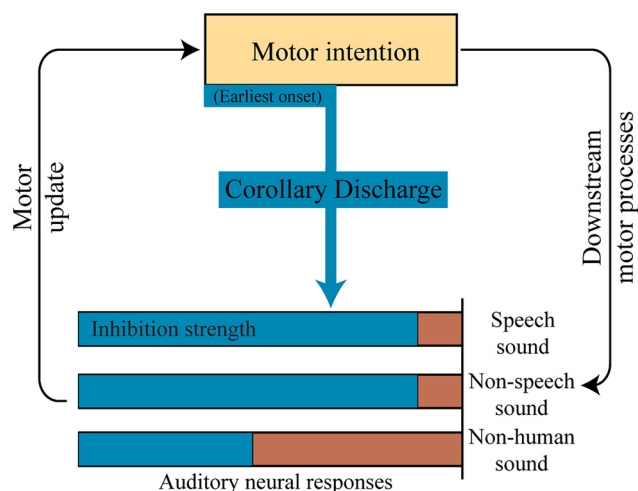 Motor intention
(Earliest onset)
Corollary Discharge
Motor
update
Downstream
motor processes
Inhibition strength
Speech
sound
Non-speech
sound
Non-human
sound
Auditory neural responses